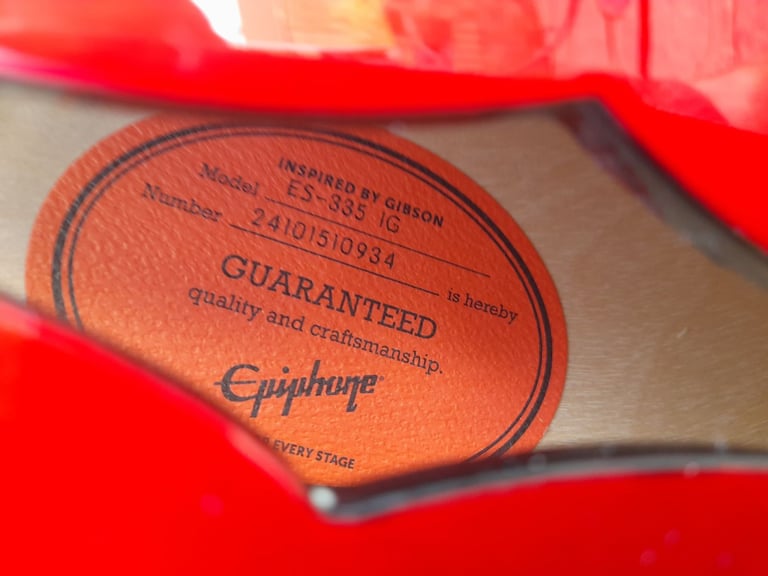 INSPIRED BY GIBSON
Model ES-335 IG
Number 24101510934
is hereby
GUARANTEED
quality and craftsmanship.
Epiphone
EVERY STAGE